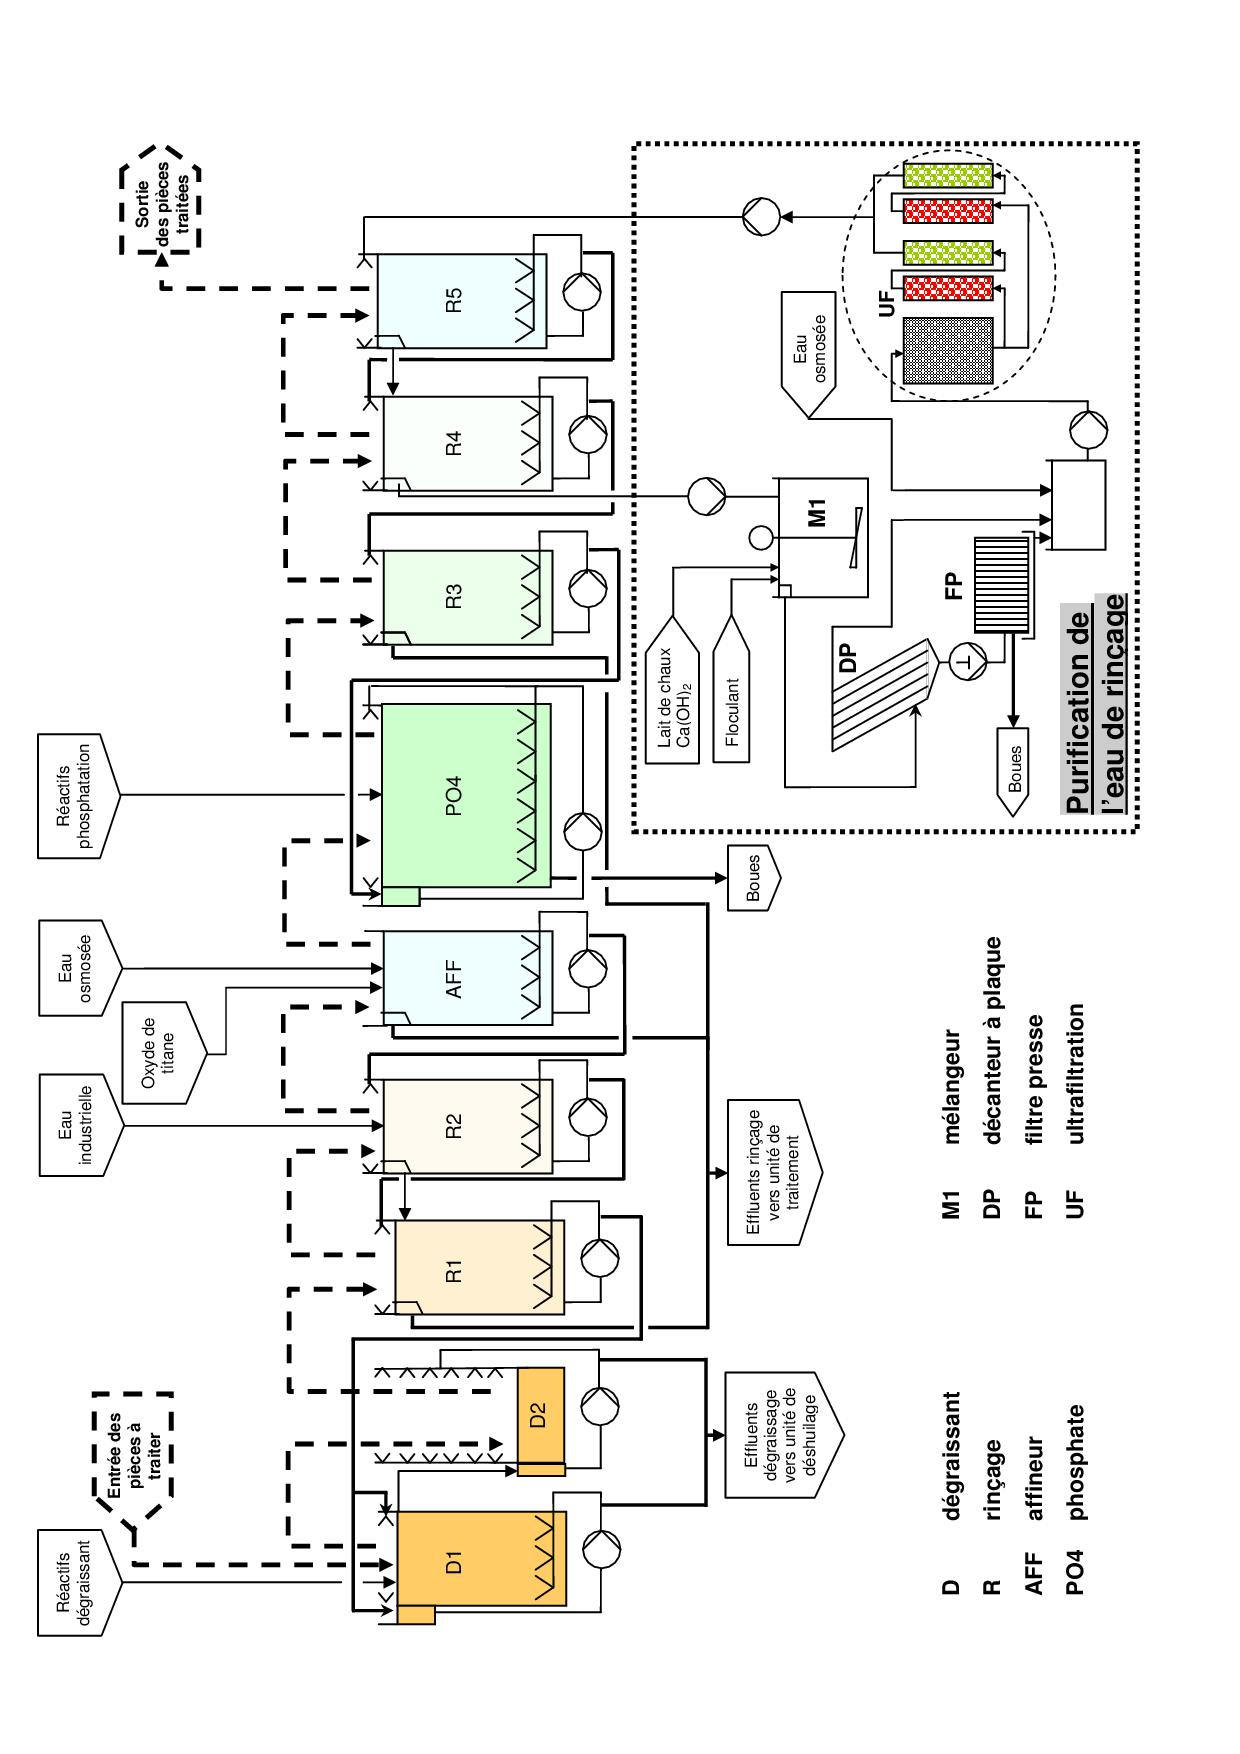 Réactifs
dégraissant
Entrée des
pièces à
traiter
Eau
industrielle
Oxyde de
titane
Eau
osmosée
Réactifs
phosphatation
Sortie
des pièces
traitées
D1
D2
R1
R2
AFF
PO4
R3
R4
R5
Effluents
dégraissage
vers unité de
déshuilage
Effluents rinçage
vers unité de
traitement
Boues
Lait de chaux
Ca(OH)₂
Floculant
M1
Eau
osmosée
UF
DP
FP
Boues
Purification de
l'eau de rinçage
D dégraissant
R rinçage
AFF affineur
PO4 phosphate
M1 mélangeur
DP décanteur à plaque
FP filtre presse
UF ultrafiltration